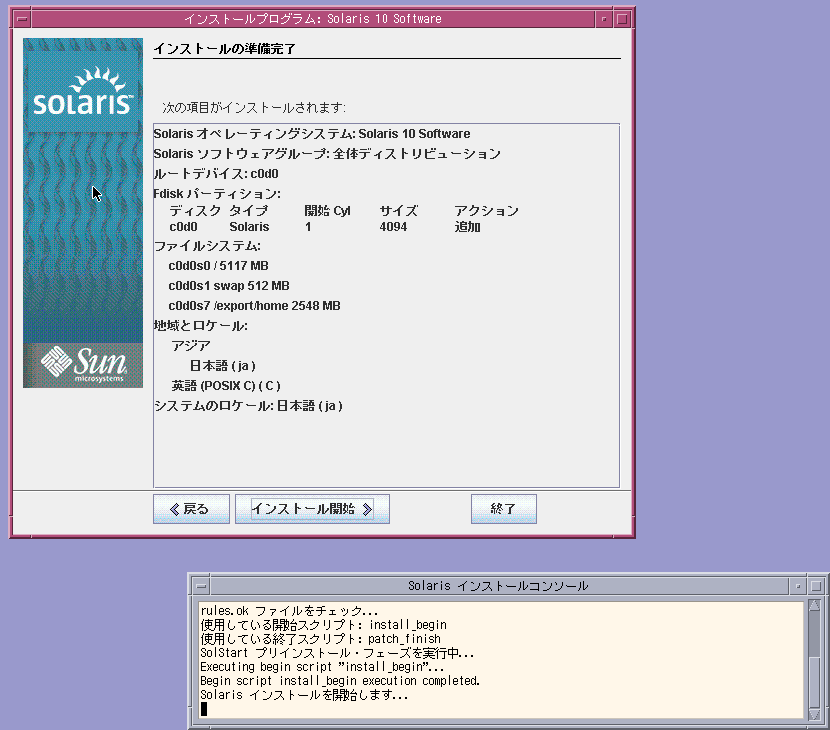 インストールプログラム: Solaris 10 Software
solaris™
インストールの準備完了
次の項目がインストールされます:
Solaris オペレーティングシステム: Solaris 10 Software
Solaris ソフトウェアグループ: 全体ディストリビューション
ルートデバイス: c0d0
Fdisk パーティション:
ディスク タイプ 開始 Cyl サイズ アクション
c0d0 Solaris 1 4094 追加
ファイルシステム:
c0d0s0 / 5117 MB
c0d0s1 swap 512 MB
c0d0s7 /export/home 2548 MB
地域とロケール:
アジア
日本語 ( ja )
英語 (POSIX C) ( C )
システムのロケール: 日本語 ( ja )
Sun
microsystems
戻る インストール開始 終了
Solaris インストールコンソール
rules.ok ファイルをチェック...
使用している開始スクリプト: install_begin
使用している終了スクリプト: patch_finish
SolStart プリインストール・フェーズを実行中...
Executing begin script "install_begin"...
Begin script install_begin execution completed.
Solaris インストールを開始します...